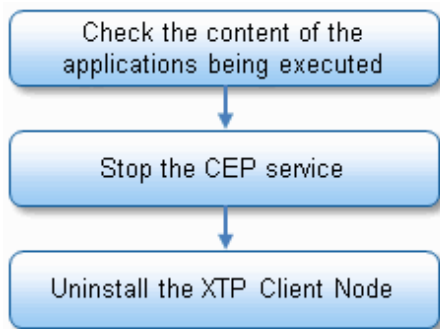 Check the content of the
applications being executed
Stop the CEP service
Uninstall the XTP Client Node